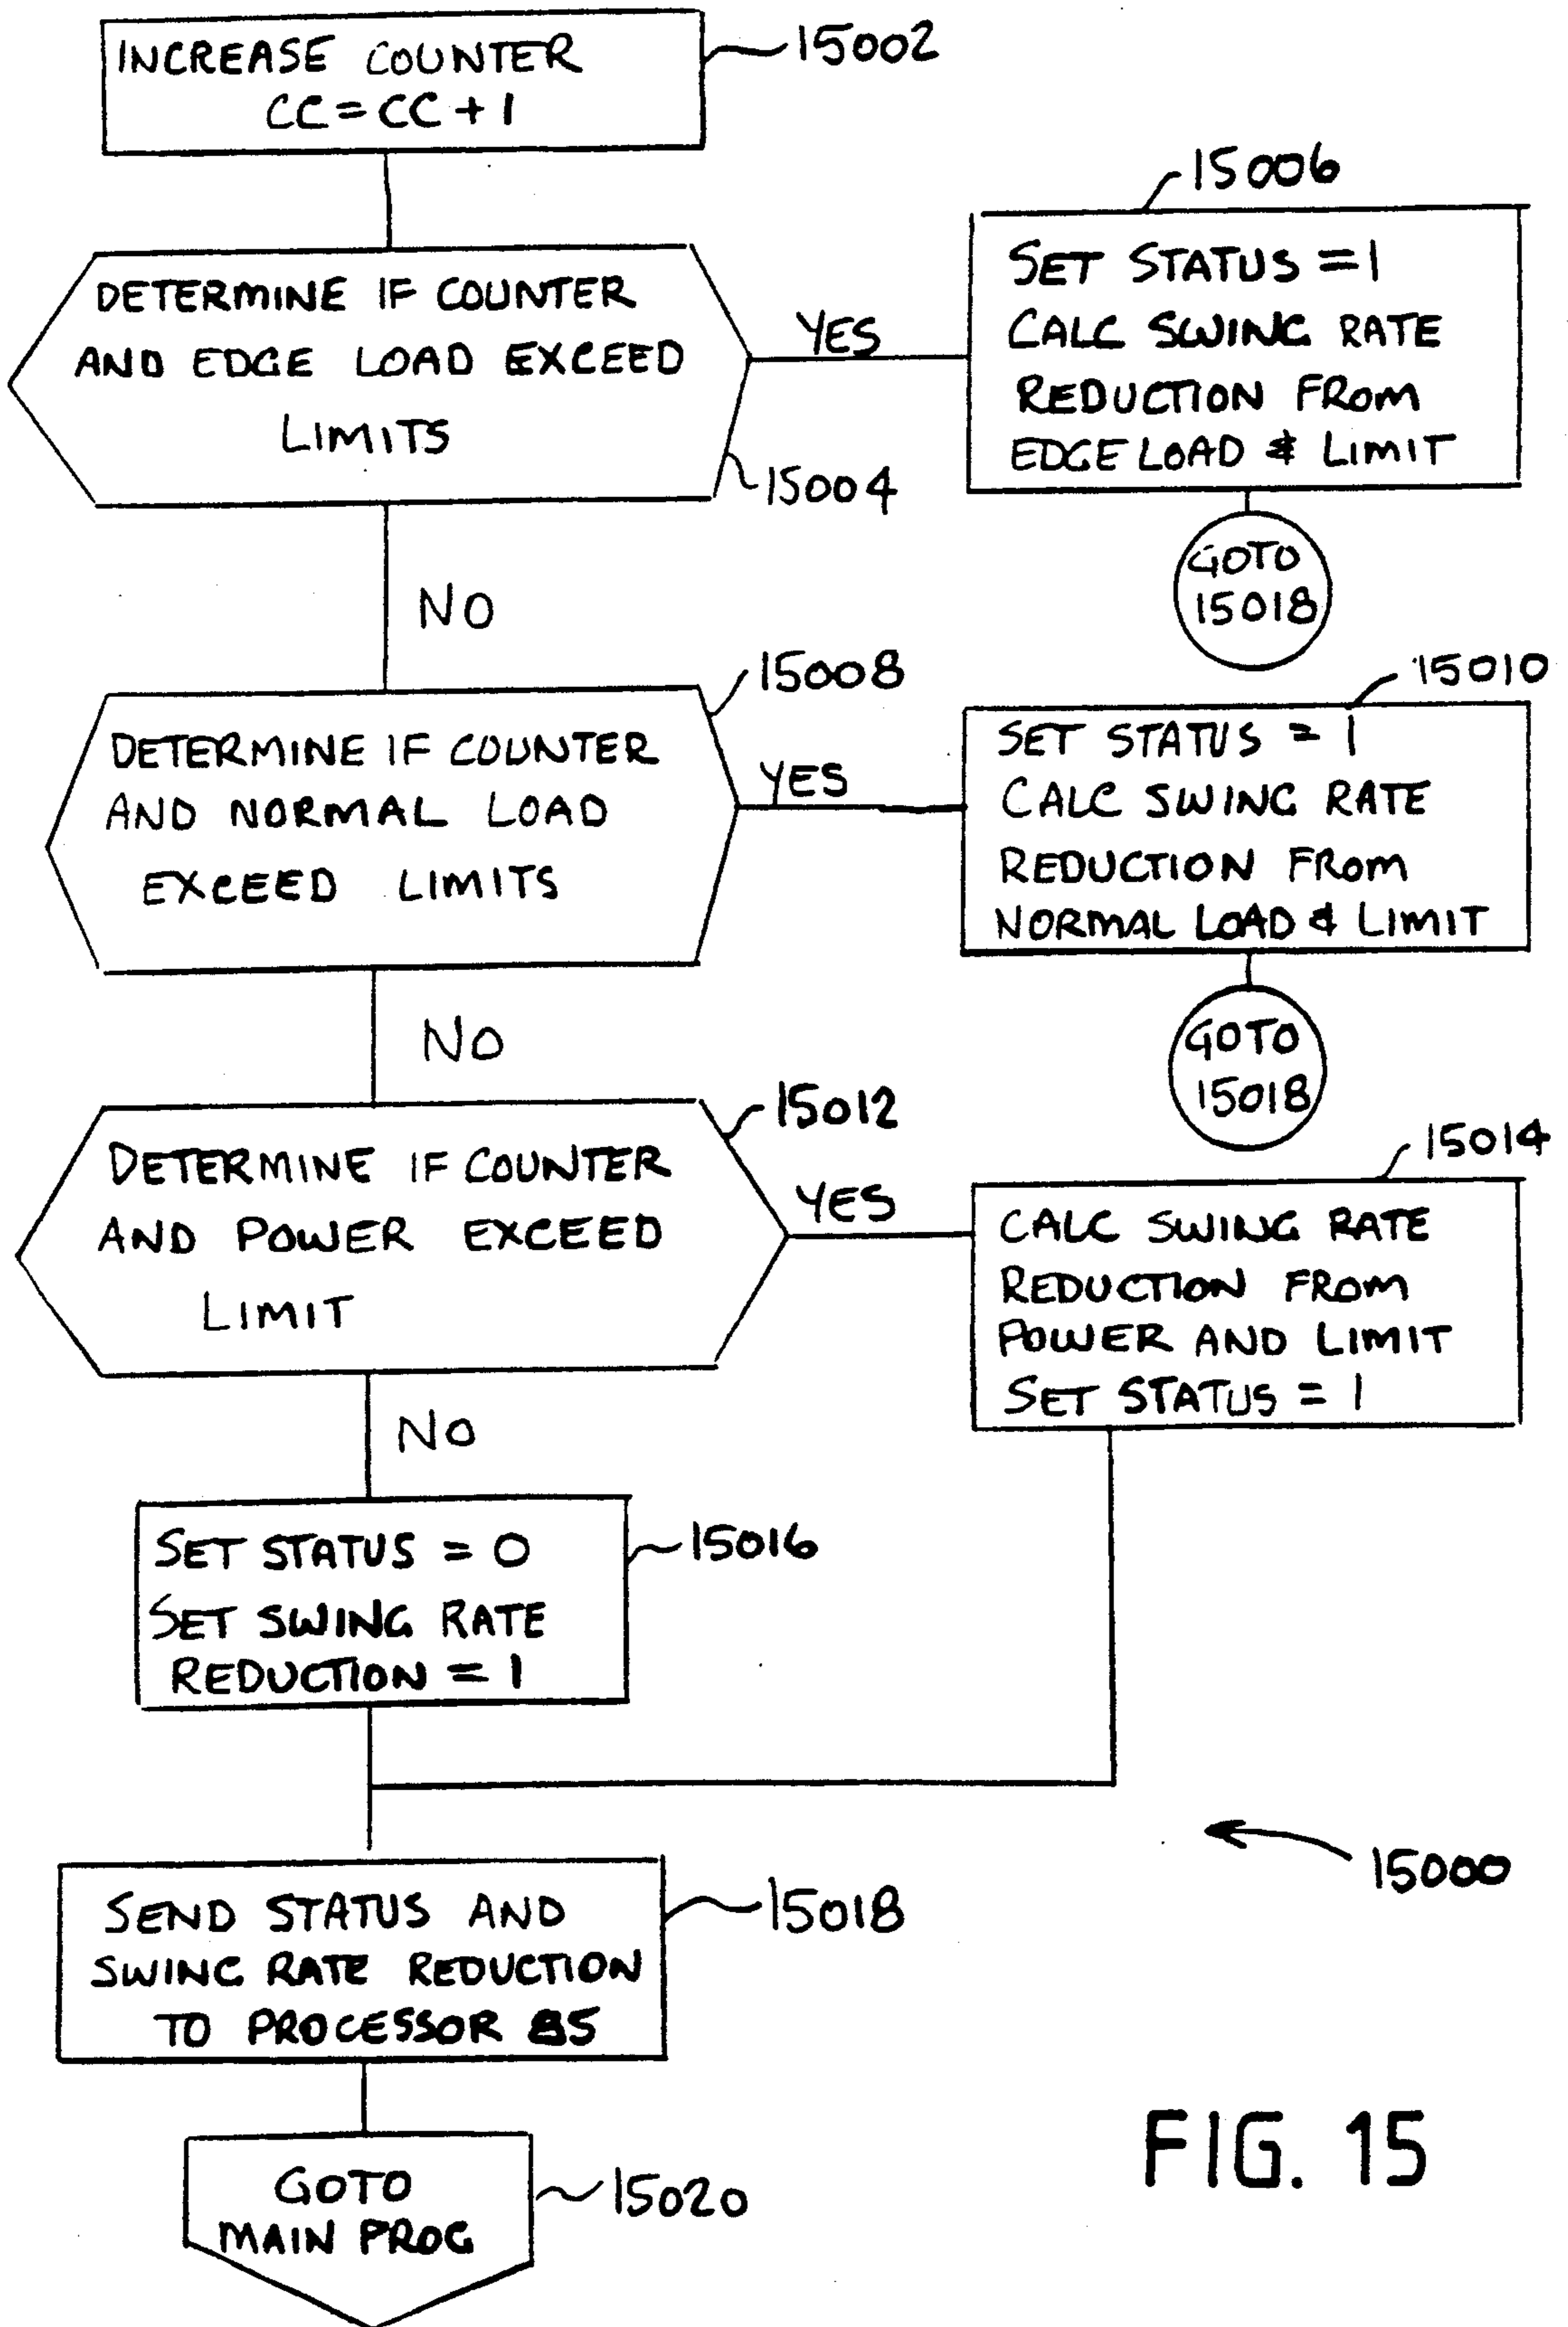 INCREASE COUNTER
CC = CC + 1
15002
DETERMINE IF COUNTER
AND EDGE LOAD EXCEED
LIMITS
15004
YES
15006
SET STATUS = 1
CALC SWING RATE
REDUCTION FROM
EDGE LOAD & LIMIT
GOTO
15018
NO
15008
DETERMINE IF COUNTER
AND NORMAL LOAD
EXCEED LIMITS
YES
15010
SET STATUS = 1
CALC SWING RATE
REDUCTION FROM
NORMAL LOAD & LIMIT
GOTO
15018
NO
15012
DETERMINE IF COUNTER
AND POWER EXCEED
LIMIT
YES
15014
CALC SWING RATE
REDUCTION FROM
POWER AND LIMIT
SET STATUS = 1
NO
SET STATUS = 0
SET SWING RATE
REDUCTION = 1
15016
15000
SEND STATUS AND
SWING RATE REDUCTION
TO PROCESSOR 85
15018
GOTO
MAIN PROG
15020
FIG. 15